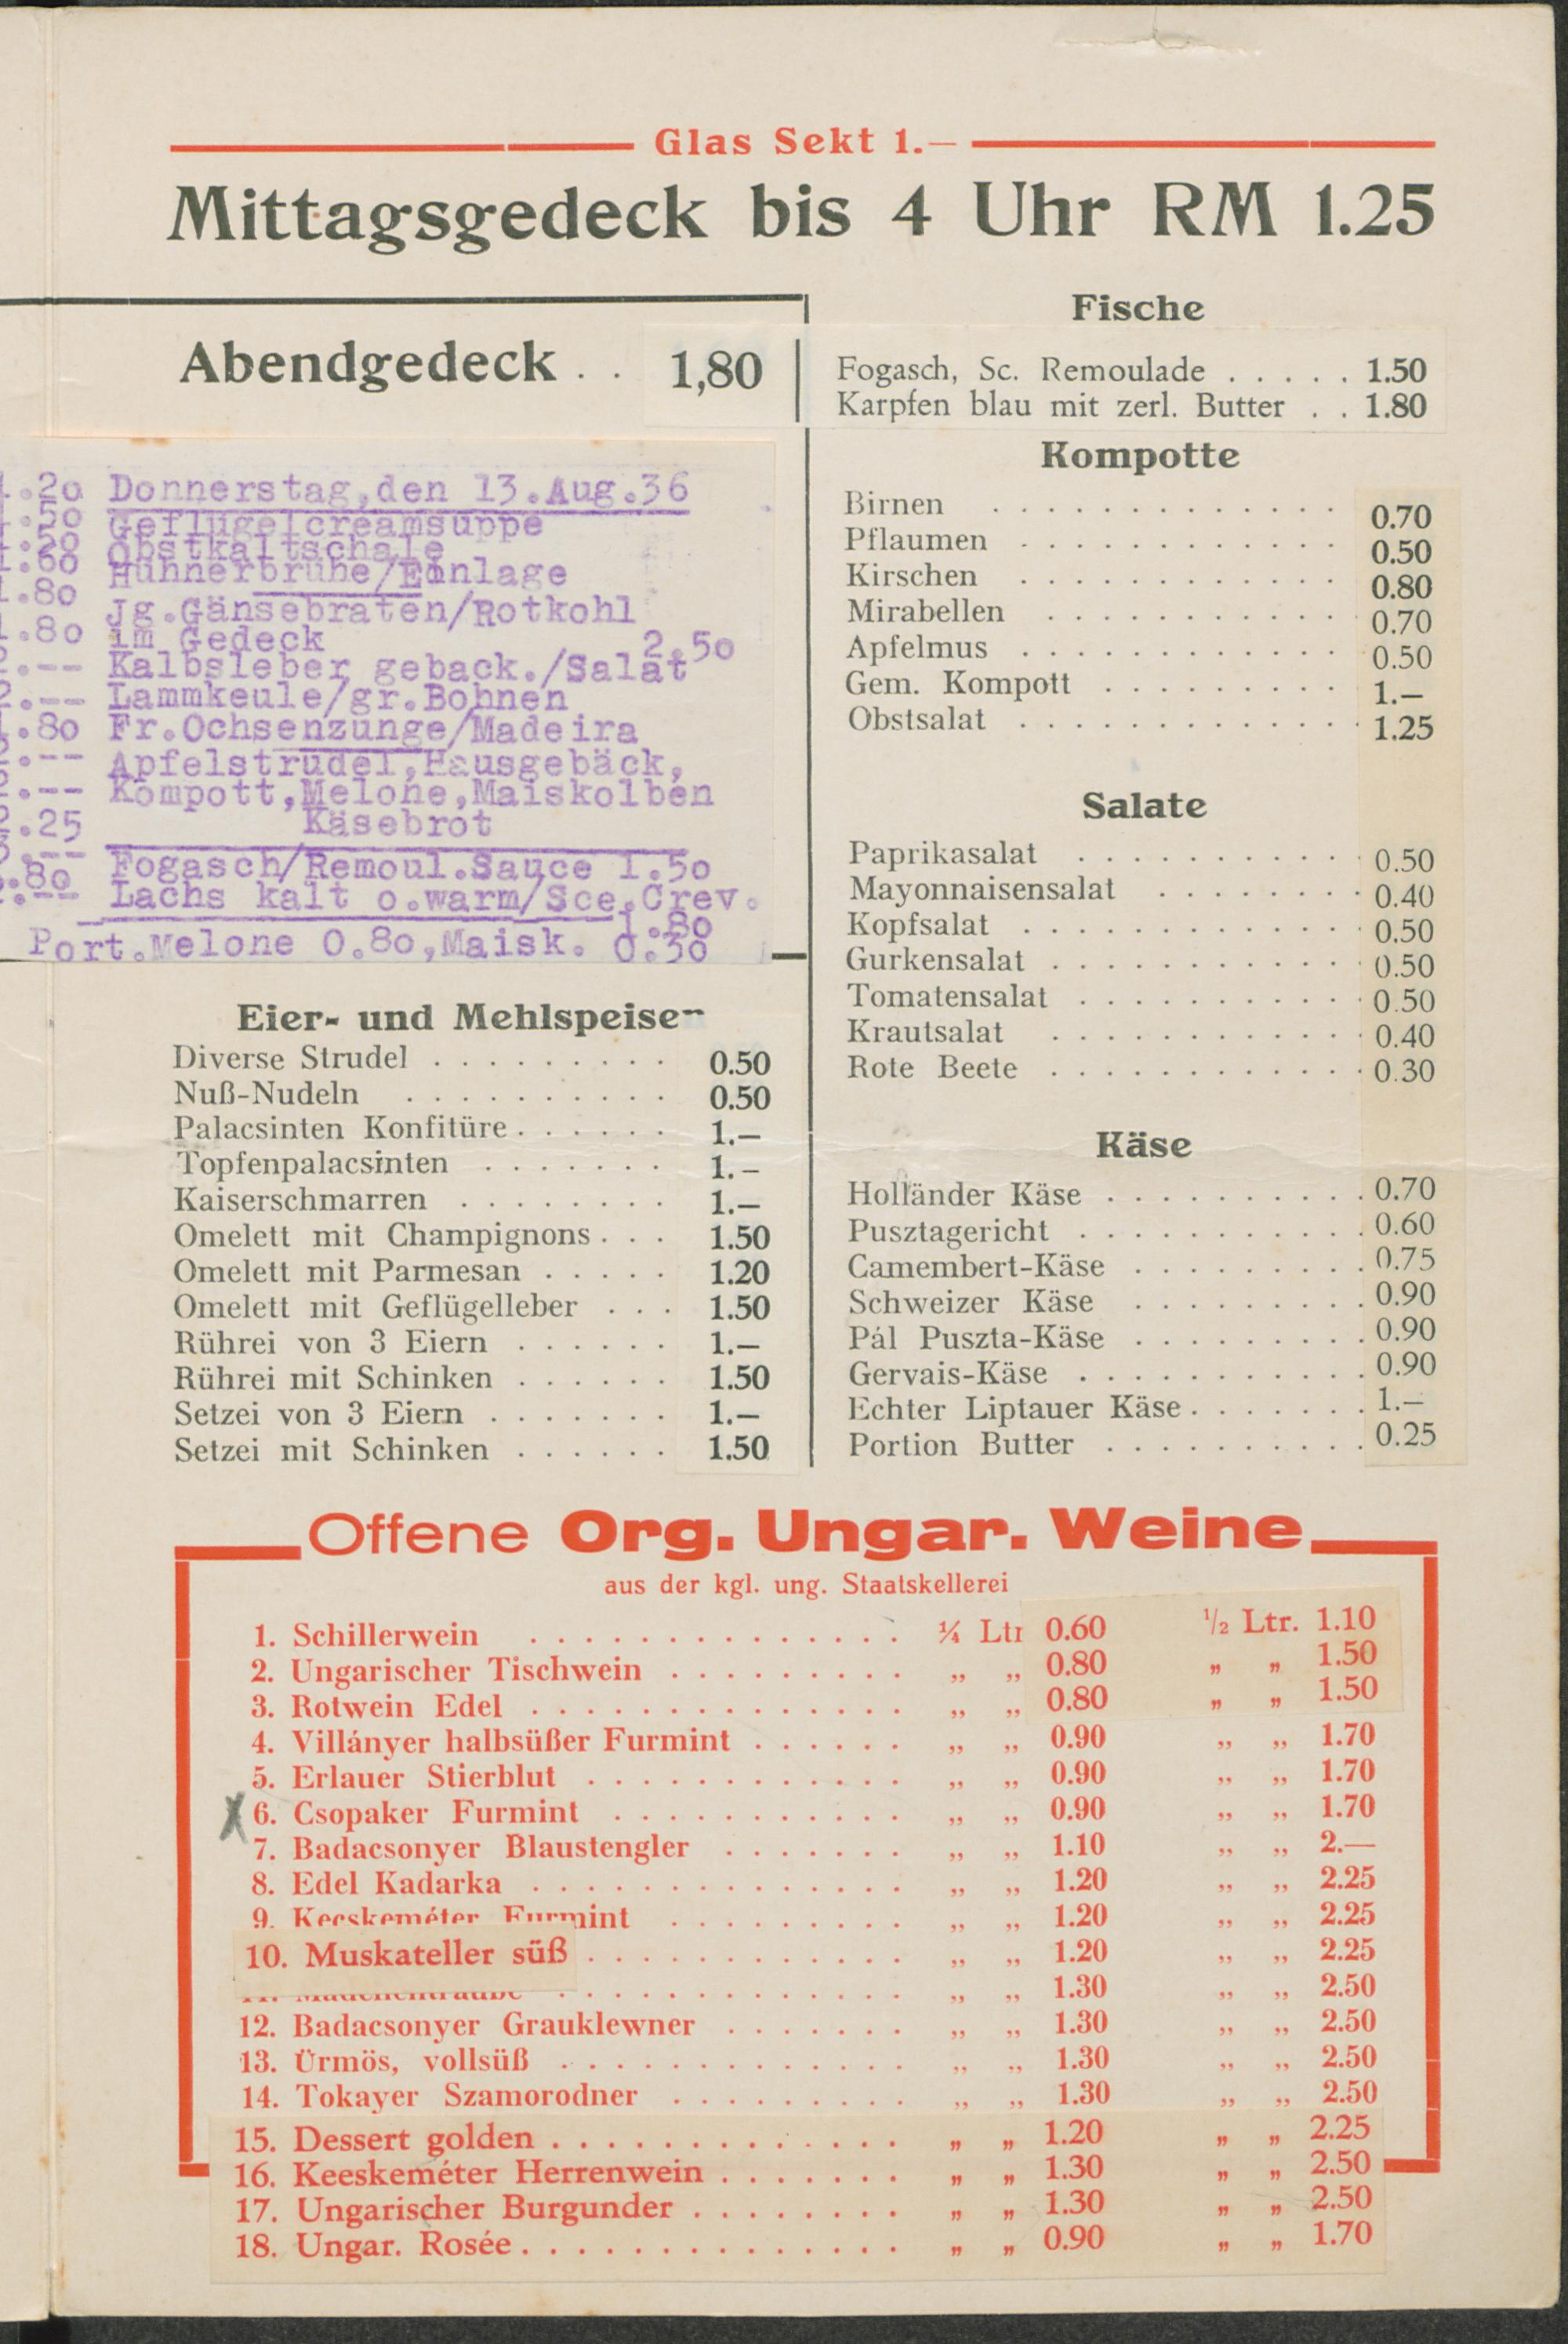 Glas Sekt 1.—
Mittagsgedeck bis 4 Uhr RM 1.25
Abendgedeck . . 1,80
1.20 Donnerstag,den 13.Aug.36
.50 Geflügelcreamsuppe
.50 Obstkaltschale
.60 Hühnerbrühe/Einlage
.80 Jg.Gänsebraten/Rotkohl
.80 im Gedeck 2.50
.-- Kalbsleber geback./Salat
.-- Lammkeule/gr.Bohnen
.80 Fr.Ochsenzunge/Madeira
.-- Apfelstrudel,Hausgebäck,
.-- Kompott,Melone,Maiskolben
.25 Käsebrot
.-- Fogasch/Remoul.Sauce 1.50
.80 Lachs kalt o.warm/Sce.Crev.
.-- 1.80
Port.Melone 0.80,Maisk. 0.30
Eier- und Mehlspeisen
Diverse Strudel . . . . . . . . . 0.50
Nuß-Nudeln . . . . . . . . . . 0.50
Palacsinten Konfitüre . . . . . . 1.—
Topfenpalacsinten . . . . . . . 1.—
Kaiserschmarren . . . . . . . . 1.—
Omelett mit Champignons . . . 1.50
Omelett mit Parmesan . . . . . 1.20
Omelett mit Geflügelleber . . . 1.50
Rührei von 3 Eiern . . . . . . 1.—
Rührei mit Schinken . . . . . . 1.50
Setzei von 3 Eiern . . . . . . . 1.—
Setzei mit Schinken . . . . . . 1.50
Fische
Fogasch, Sc. Remoulade . . . . . 1.50
Karpfen blau mit zerl. Butter . . 1.80
Kompotte
Birnen . . . . . . . . . . . . . 0.70
Pflaumen . . . . . . . . . . . . 0.50
Kirschen . . . . . . . . . . . . 0.80
Mirabellen . . . . . . . . . . . . 0.70
Apfelmus . . . . . . . . . . . . 0.50
Gem. Kompott . . . . . . . . . 1.—
Obstsalat . . . . . . . . . . . . . 1.25
Salate
Paprikasalat . . . . . . . . . . . 0.50
Mayonnaisensalat . . . . . . . . 0.40
Kopfsalat . . . . . . . . . . . . . 0.50
Gurkensalat . . . . . . . . . . . . 0.50
Tomatensalat . . . . . . . . . . . 0.50
Krautsalat . . . . . . . . . . . . 0.40
Rote Beete . . . . . . . . . . . . 0.30
Käse
Holländer Käse . . . . . . . . . . 0.70
Pusztagericht . . . . . . . . . . . 0.60
Camembert-Käse . . . . . . . . . 0.75
Schweizer Käse . . . . . . . . . 0.90
Pál Puszta-Käse . . . . . . . . . 0.90
Gervais-Käse . . . . . . . . . . . 0.90
Echter Liptauer Käse . . . . . . . 1.—
Portion Butter . . . . . . . . . . 0.25
Offene Org. Ungar. Weine
aus der kgl. ung. Staatskellerei
1. Schillerwein . . . . . . . . . . . . . . ¼ Ltr 0.60 ½ Ltr. 1.10
2. Ungarischer Tischwein . . . . . . . . . „ „ 0.80 „ „ 1.50
3. Rotwein Edel . . . . . . . . . . . . . . „ „ 0.80 „ „ 1.50
4. Villányer halbsüßer Furmint . . . . . . „ „ 0.90 „ „ 1.70
5. Erlauer Stierblut . . . . . . . . . . . . „ „ 0.90 „ „ 1.70
X 6. Csopaker Furmint . . . . . . . . . . . „ „ 0.90 „ „ 1.70
7. Badacsonyer Blaustengler . . . . . . . „ „ 1.10 „ „ 2.—
8. Edel Kadarka . . . . . . . . . . . . . . „ „ 1.20 „ „ 2.25
9. Kecskeméter Furmint . . . . . . . . . „ „ 1.20 „ „ 2.25
10. Muskateller süß . . . . . . . . . . . . „ „ 1.20 „ „ 2.25
11. Mädchentraube . . . . . . . . . . . . . „ „ 1.30 „ „ 2.50
12. Badacsonyer Grauklewner . . . . . . . „ „ 1.30 „ „ 2.50
13. Ürmös, vollsüß . . . . . . . . . . . . . „ „ 1.30 „ „ 2.50
14. Tokayer Szamorodner . . . . . . . . . „ „ 1.30 „ „ 2.50
15. Dessert golden . . . . . . . . . . . . . „ „ 1.20 „ „ 2.25
16. Keeskeméter Herrenwein . . . . . . . „ „ 1.30 „ „ 2.50
17. Ungarischer Burgunder . . . . . . . . „ „ 1.30 „ „ 2.50
18. Ungar. Rosée . . . . . . . . . . . . . . „ „ 0.90 „ „ 1.70